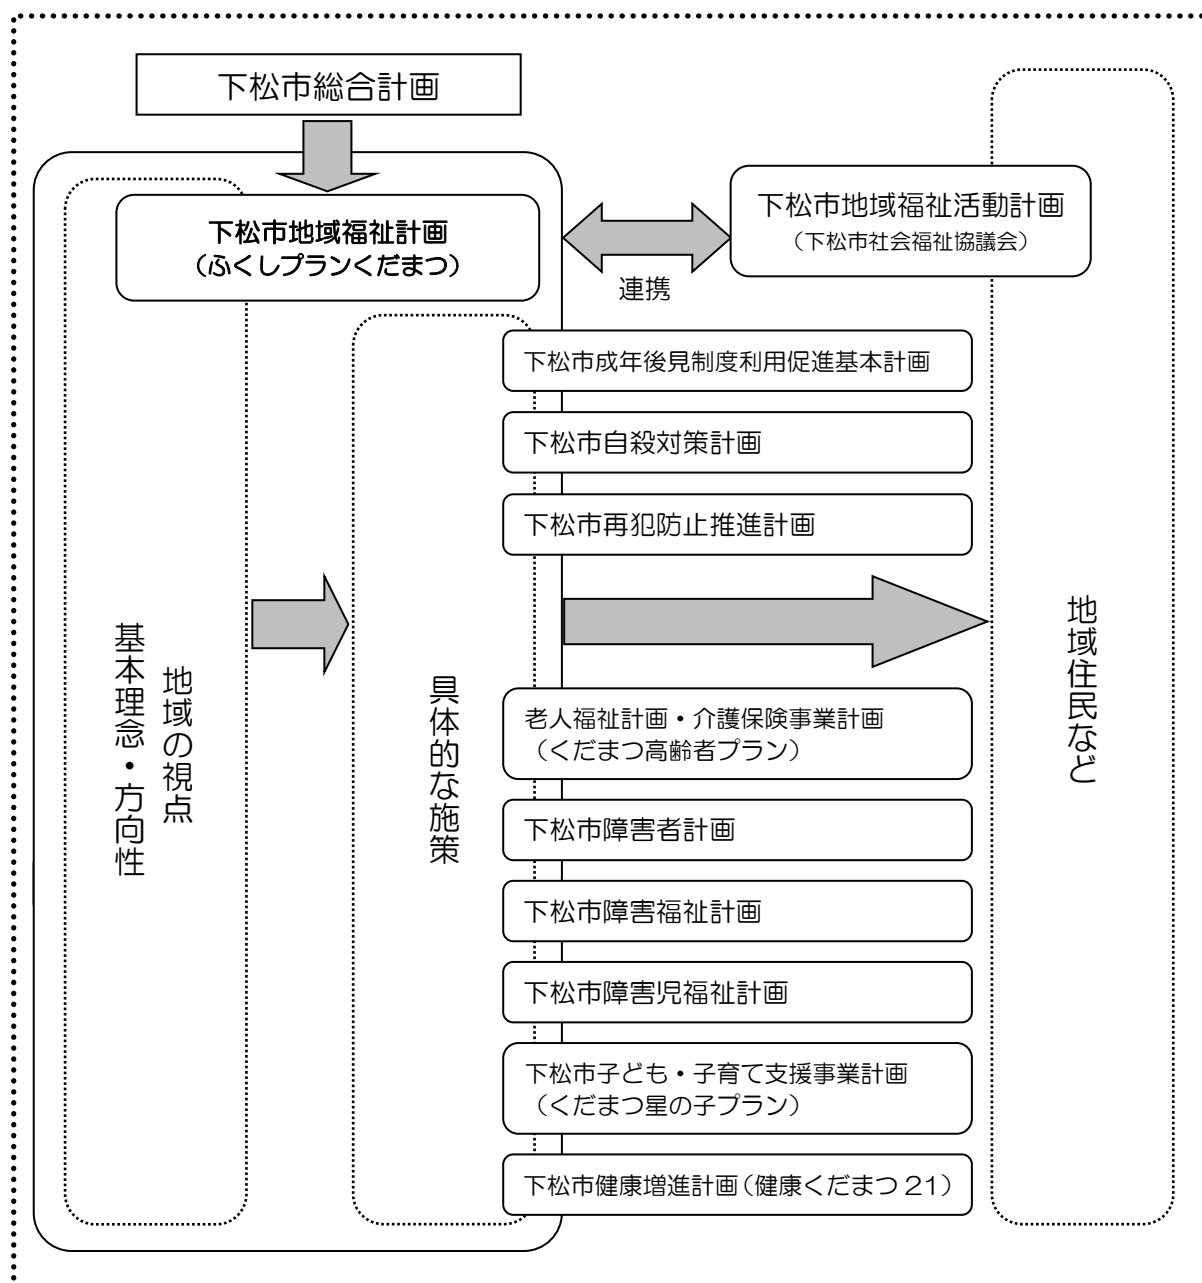 下松市総合計画
下松市地域福祉計画
（ふくしプランくだまつ）
下松市地域福祉活動計画
（下松市社会福祉協議会）
連携
下松市成年後見制度利用促進基本計画
下松市自殺対策計画
下松市再犯防止推進計画
地域の視点
基本理念・方向性
具体的な施策
地域住民など
老人福祉計画・介護保険事業計画
（くだまつ高齢者プラン）
下松市障害者計画
下松市障害福祉計画
下松市障害児福祉計画
下松市子ども・子育て支援事業計画
（くだまつ星の子プラン）
下松市健康増進計画（健康くだまつ 21）